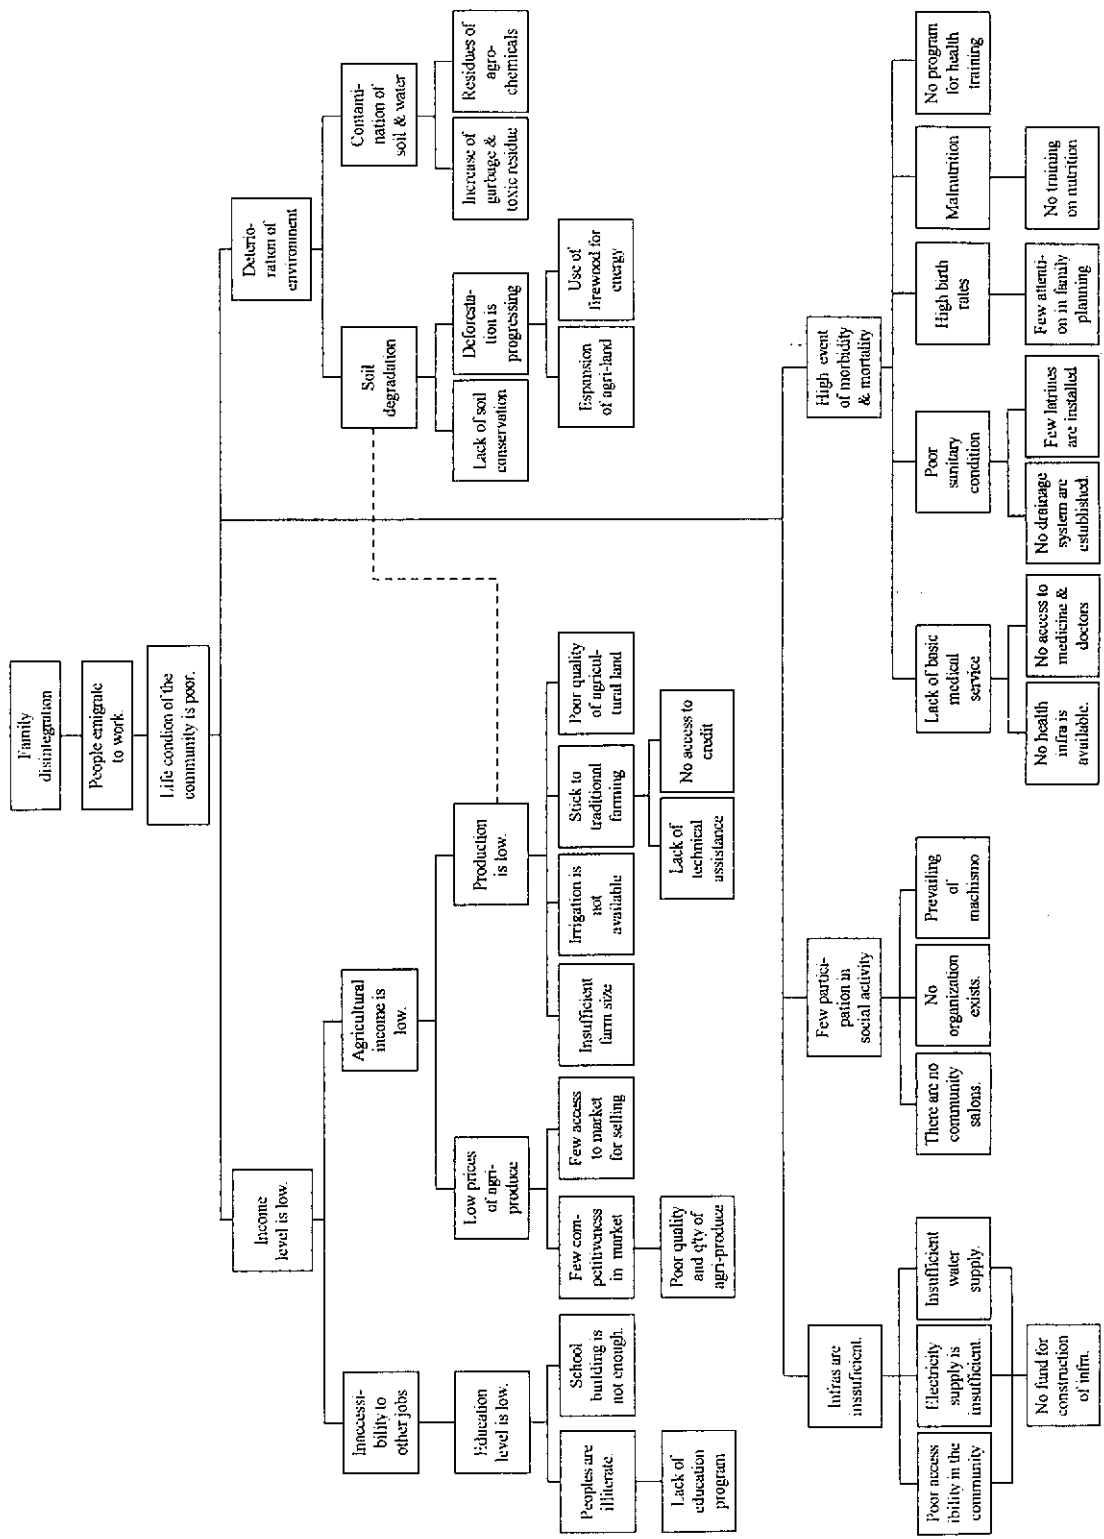 Family
disintegration
People emigrate
to work.
Life condion of the
community is poor.
Income
level is low.
Deterio-
ration of
environment
Inaccessi-
bility to
other jobs
Agricultural
income is
low.
Soil
degradation
Contami-
nation of
soil & water
Education
level is low.
Low prices
of agri-
produce
Production
is low.
Lack of soil
conservation
Deforesta-
tion is
progressing
Increase of
garbage &
toxic residue
Residues of
agro-
chemicals
Peoples are
illiterate.
School
building is
not enough.
Few com-
petitiveness
in market
Few access
to market
for selling
Insufficient
farm size
Irrigation is
not
available
Stick to
traditional
farming
Poor quality
of agricul-
tural land
Espansion
of agri-land
Use of
firewood for
energy
Lack of
education
program
Poor quality
and q'ty of
agri-produce
Lack of
technical
assistance
No access to
credit
Infras are
inssuficient.
Few partici-
pation in
social activity
High event
of morbidity
& mortality
Poor access
ibility in the
community
Electricity
supply is
insufficient.
Insufficient
water
supply.
There are no
community
salons.
No
organization
exists.
Prevailing
of
machismo
Lack of basic
medical
service
Poor
sanitary
condition
High birth
rates
Malnutrition
No program
for health
training
No fund for
construction
of infra.
No health
infra is
available.
No access to
medicine &
doctors
No drainage
system are
established.
Few latrines
are installed
Few attenti-
on in family
planning
No training
on nutrition